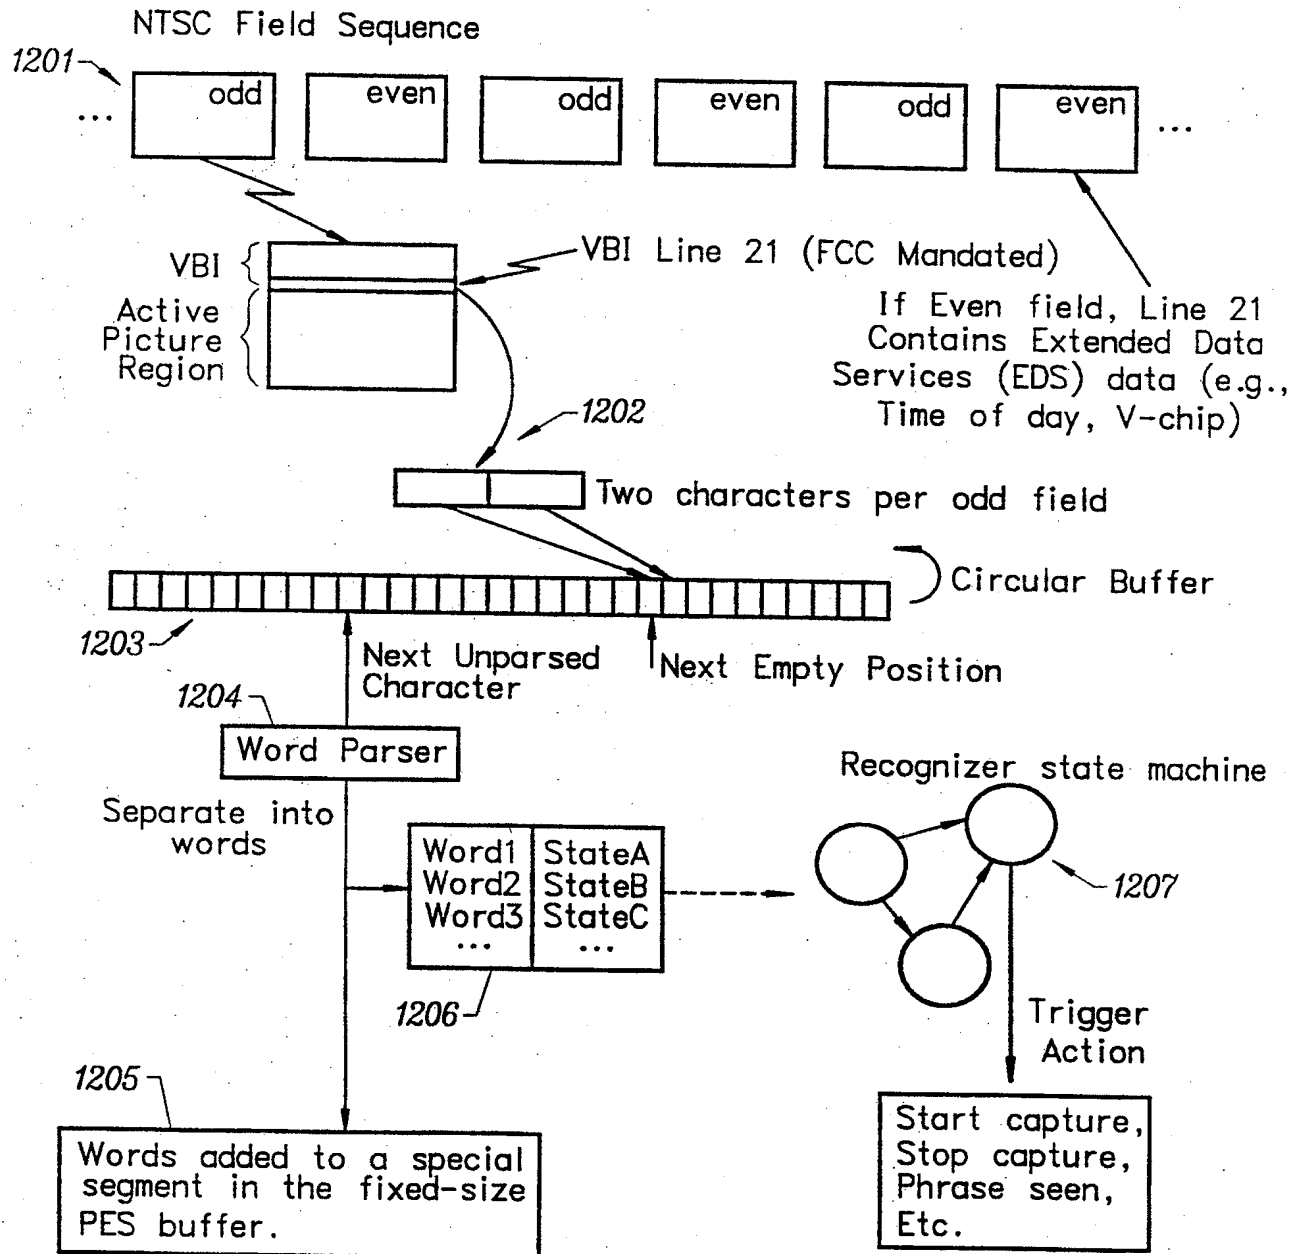 NTSC Field Sequence
1201
... odd even odd even odd even ...
VBI
VBI Line 21 (FCC Mandated)
Active
Picture
Region
If Even field, Line 21
Contains Extended Data
Services (EDS) data (e.g.,
Time of day, V-chip)
1202
Two characters per odd field
Circular Buffer
1203
Next Unparsed
Character
Next Empty Position
1204
Word Parser
Separate into
words
Word1 StateA
Word2 StateB
Word3 StateC
... ...
1206
Recognizer state machine
1207
Trigger
Action
1205
Words added to a special
segment in the fixed-size
PES buffer.
Start capture,
Stop capture,
Phrase seen,
Etc.